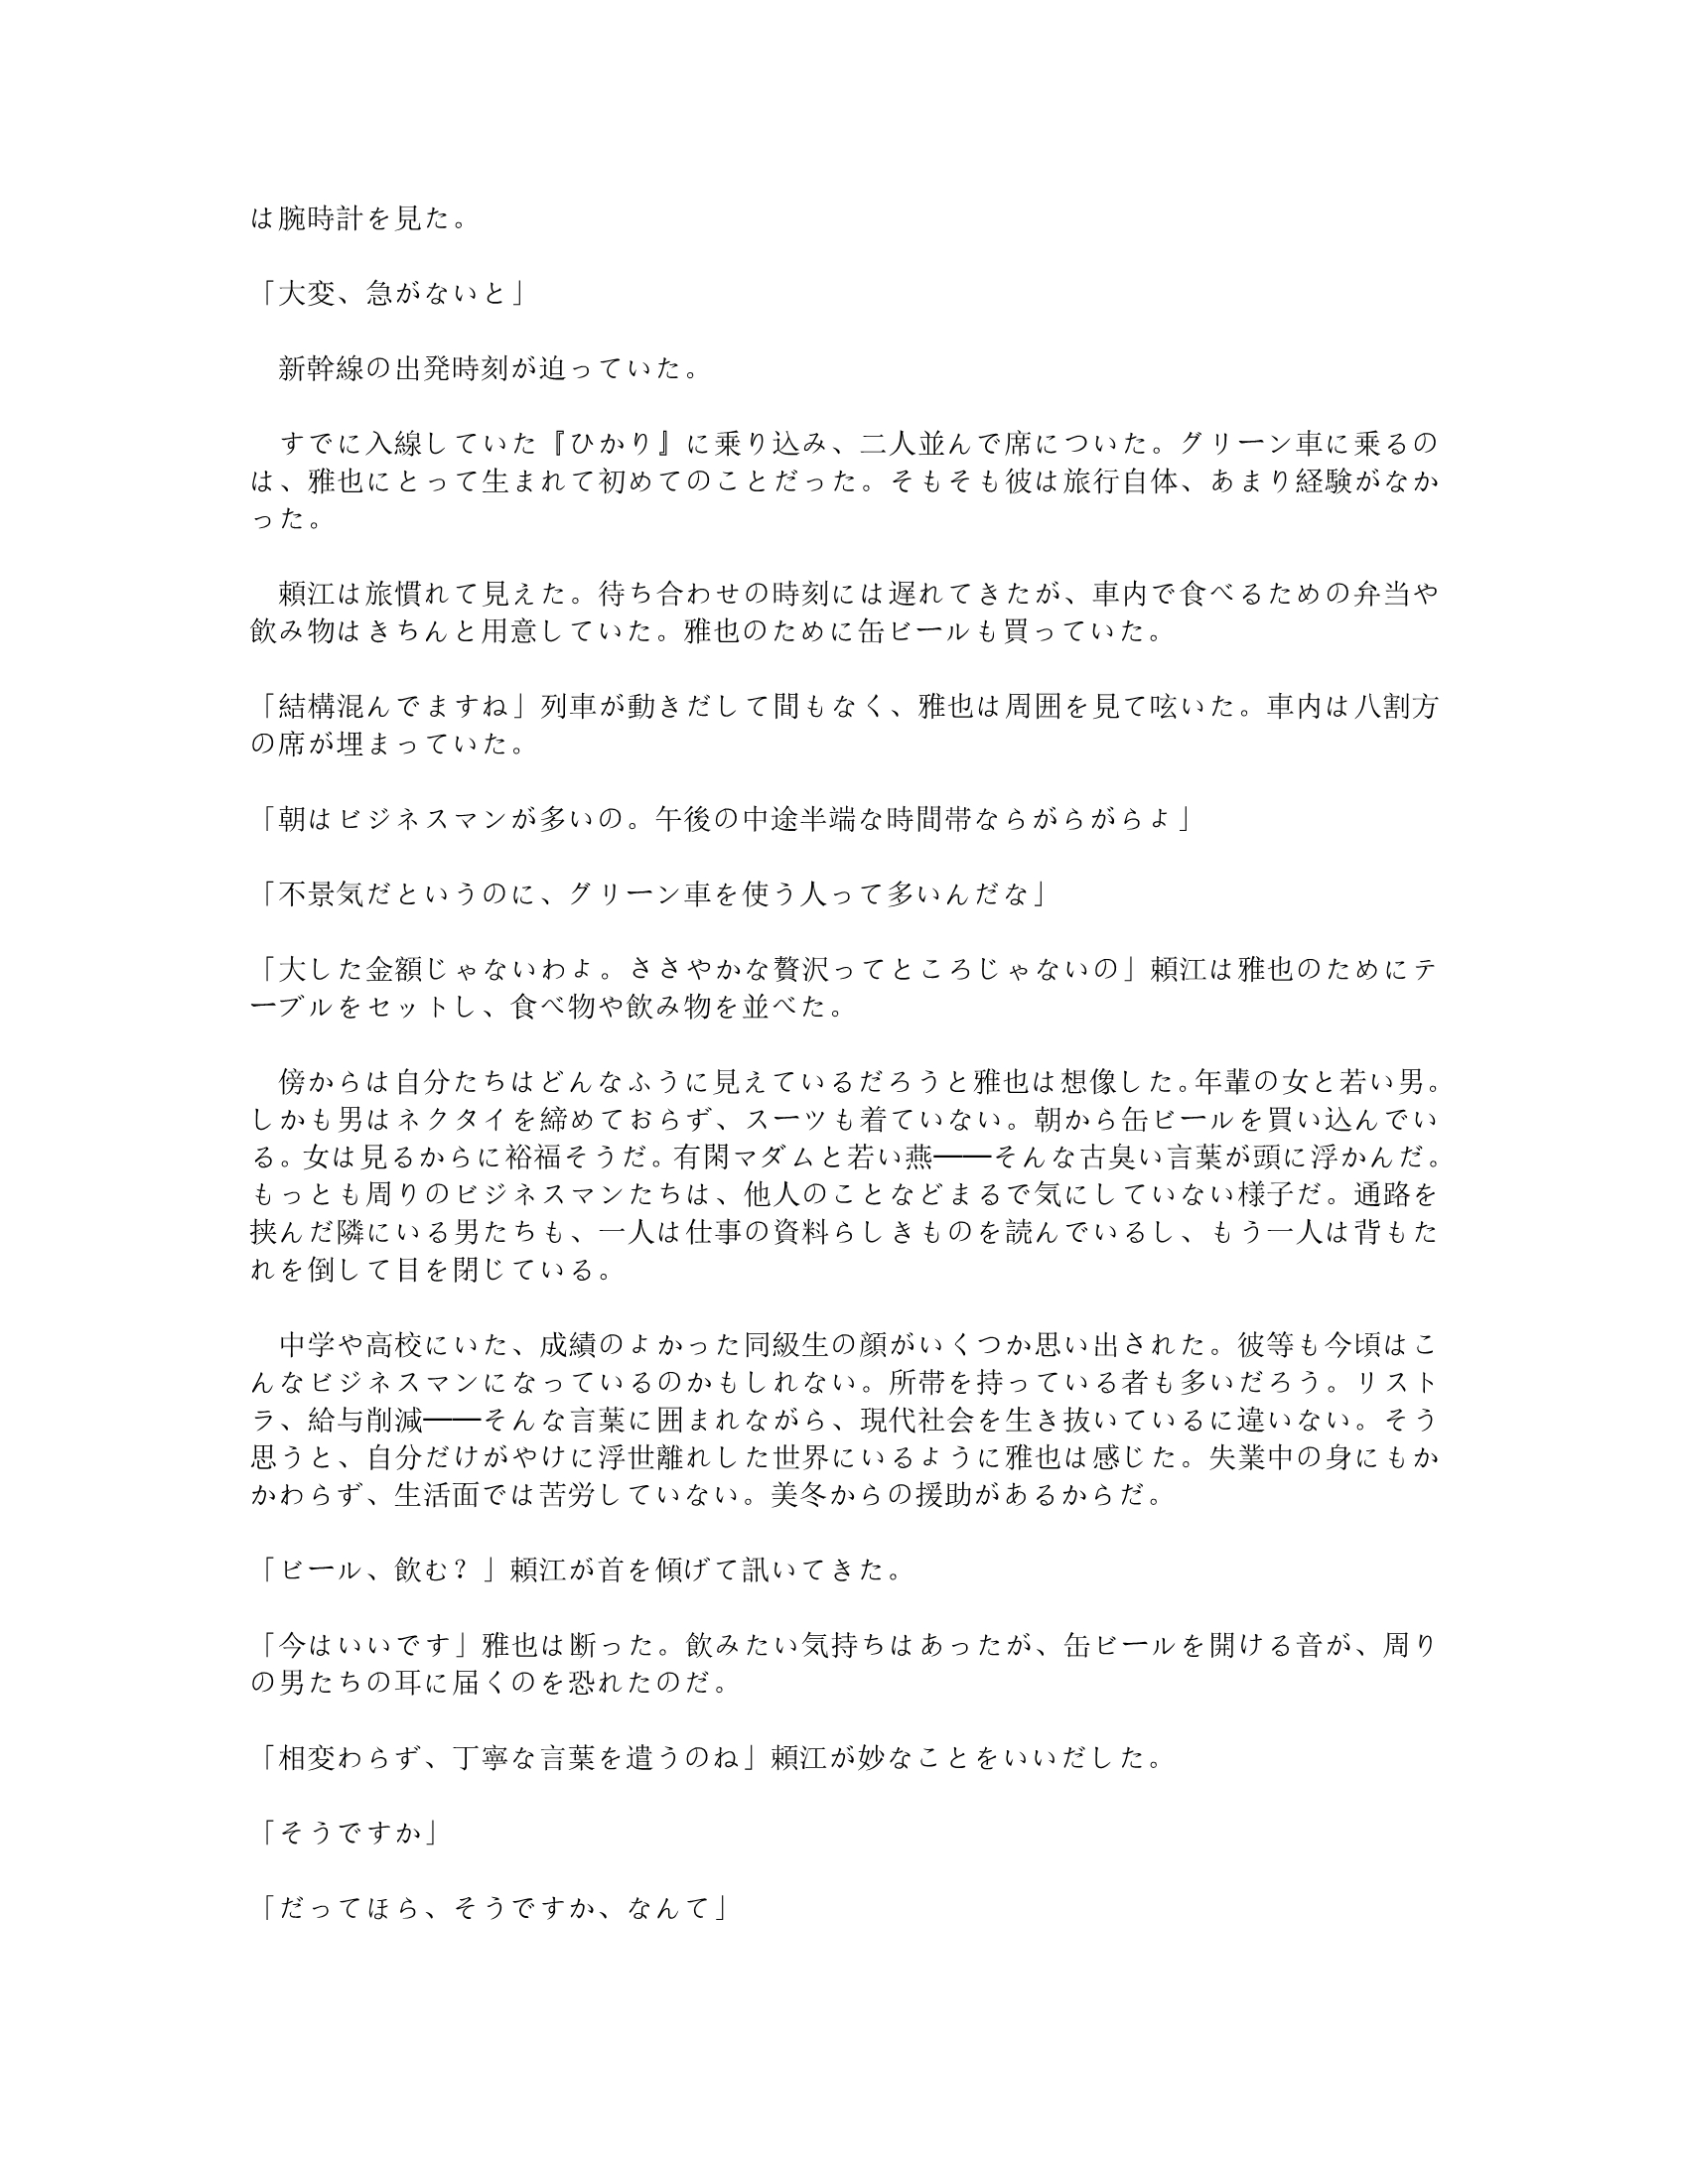 は腕時計を見た。
「大変、急がないと」
　新幹線の出発時刻が迫っていた。
　すでに入線していた『ひかり』に乗り込み、二人並んで席についた。グリーン車に乗るの
は、雅也にとって生まれて初めてのことだった。そもそも彼は旅行自体、あまり経験がなか
った。
　頼江は旅慣れて見えた。待ち合わせの時刻には遅れてきたが、車内で食べるための弁当や
飲み物はきちんと用意していた。雅也のために缶ビールも買っていた。
「結構混んでますね」列車が動きだして間もなく、雅也は周囲を見て呟いた。車内は八割方
の席が埋まっていた。
「朝はビジネスマンが多いの。午後の中途半端な時間帯ならがらがらよ」
「不景気だというのに、グリーン車を使う人って多いんだな」
「大した金額じゃないわよ。ささやかな贅沢ってところじゃないの」頼江は雅也のためにテ
ーブルをセットし、食べ物や飲み物を並べた。
　傍からは自分たちはどんなふうに見えているだろうと雅也は想像した。年輩の女と若い男。
しかも男はネクタイを締めておらず、スーツも着ていない。朝から缶ビールを買い込んでい
る。女は見るからに裕福そうだ。有閑マダムと若い燕━━そんな古臭い言葉が頭に浮かんだ。
もっとも周りのビジネスマンたちは、他人のことなどまるで気にしていない様子だ。通路を
挟んだ隣にいる男たちも、一人は仕事の資料らしきものを読んでいるし、もう一人は背もた
れを倒して目を閉じている。
　中学や高校にいた、成績のよかった同級生の顔がいくつか思い出された。彼等も今頃はこ
んなビジネスマンになっているのかもしれない。所帯を持っている者も多いだろう。リスト
ラ、給与削減━━そんな言葉に囲まれながら、現代社会を生き抜いているに違いない。そう
思うと、自分だけがやけに浮世離れした世界にいるように雅也は感じた。失業中の身にもか
かわらず、生活面では苦労していない。美冬からの援助があるからだ。
「ビール、飲む？」頼江が首を傾げて訊いてきた。
「今はいいです」雅也は断った。飲みたい気持ちはあったが、缶ビールを開ける音が、周り
の男たちの耳に届くのを恐れたのだ。
「相変わらず、丁寧な言葉を遣うのね」頼江が妙なことをいいだした。
「そうですか」
「だってほら、そうですか、なんて」